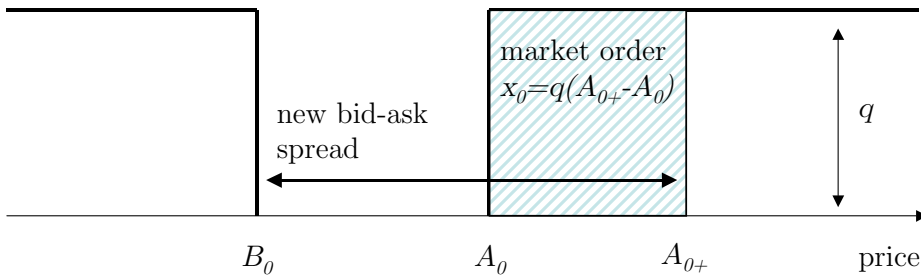 market order
x₀=q(A₀₊-A₀)
new bid-ask
spread
q
B₀
A₀
A₀₊
price